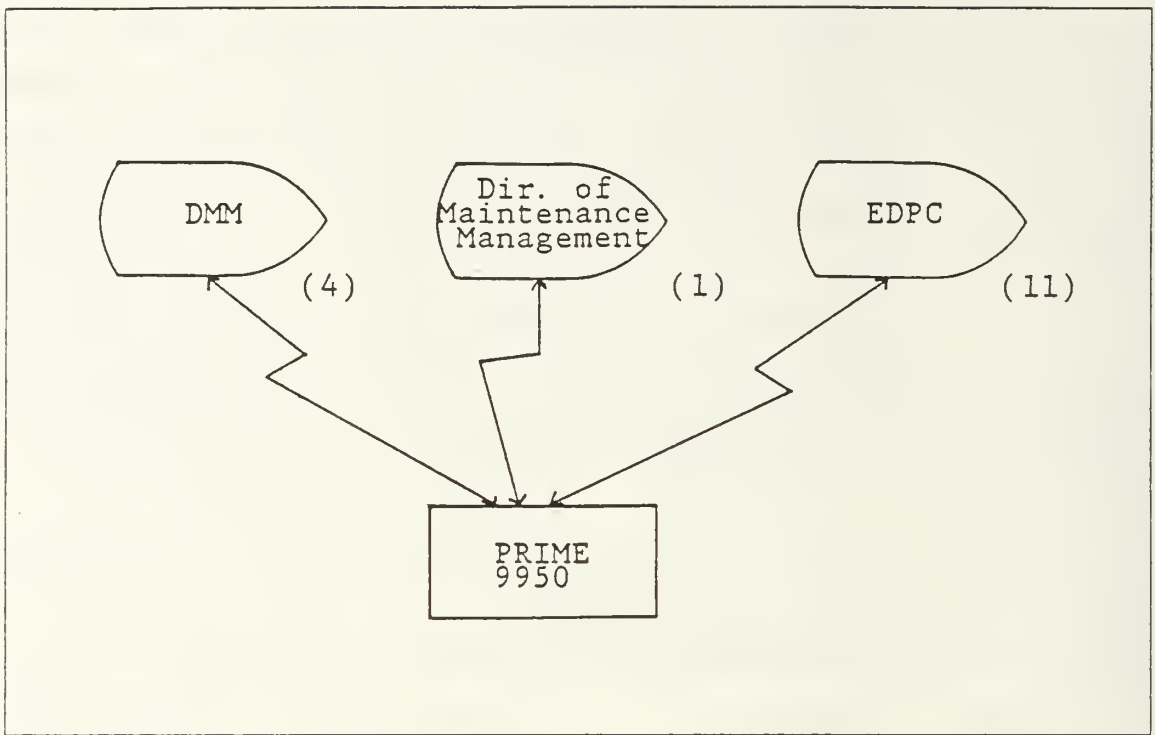 DMM
(4)
Dir. of
Maintenance
Management
(1)
EDPC
(11)
PRIME
9950